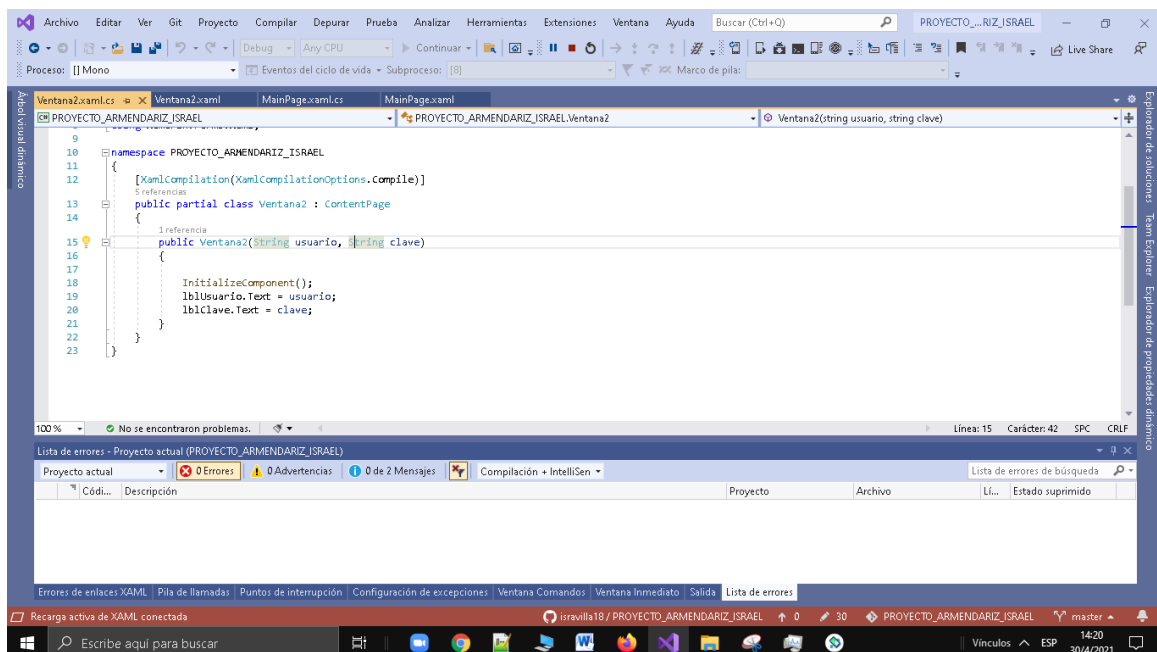 Archivo Editar Ver Git Proyecto Compilar Depurar Prueba Analizar Herramientas Extensiones Ventana Ayuda Buscar (Ctrl+Q) PROYECTO_...RIZ_ISRAEL
Debug Any CPU Continuar Live Share
Proceso: [] Mono Eventos del ciclo de vida Subproceso: [8] Marco de pila:
Árbol visual dinámico
Ventana2.xaml.cs Ventana2.xaml MainPage.xaml.cs MainPage.xaml
PROYECTO_ARMENDARIZ_ISRAEL PROYECTO_ARMENDARIZ_ISRAEL.Ventana2 Ventana2(string usuario, string clave)
9
10 namespace PROYECTO_ARMENDARIZ_ISRAEL
11 {
12 [XamlCompilation(XamlCompilationOptions.Compile)]
5 referencias
13 public partial class Ventana2 : ContentPage
14 {
1 referencia
15 public Ventana2(String usuario, String clave)
16 {
17
18 InitializeComponent();
19 lblUsuario.Text = usuario;
20 lblClave.Text = clave;
21 }
22 }
23 }
Explorador de soluciones Team Explorer Explorador de propiedades dinámico
100 % No se encontraron problemas. Línea: 15 Carácter: 42 SPC CRLF
Lista de errores - Proyecto actual (PROYECTO_ARMENDARIZ_ISRAEL)
Proyecto actual 0 Errores 0 Advertencias 0 de 2 Mensajes Compilación + IntelliSen Lista de errores de búsqueda
Códi... Descripción Proyecto Archivo Lí... Estado suprimido
Errores de enlaces XAML Pila de llamadas Puntos de interrupción Configuración de excepciones Ventana Comandos Ventana Inmediato Salida Lista de errores
Recarga activa de XAML conectada isravilla18 / PROYECTO_ARMENDARIZ_ISRAEL 0 30 PROYECTO_ARMENDARIZ_ISRAEL master
Escribe aquí para buscar Vínculos ESP 14:20
30/4/2021